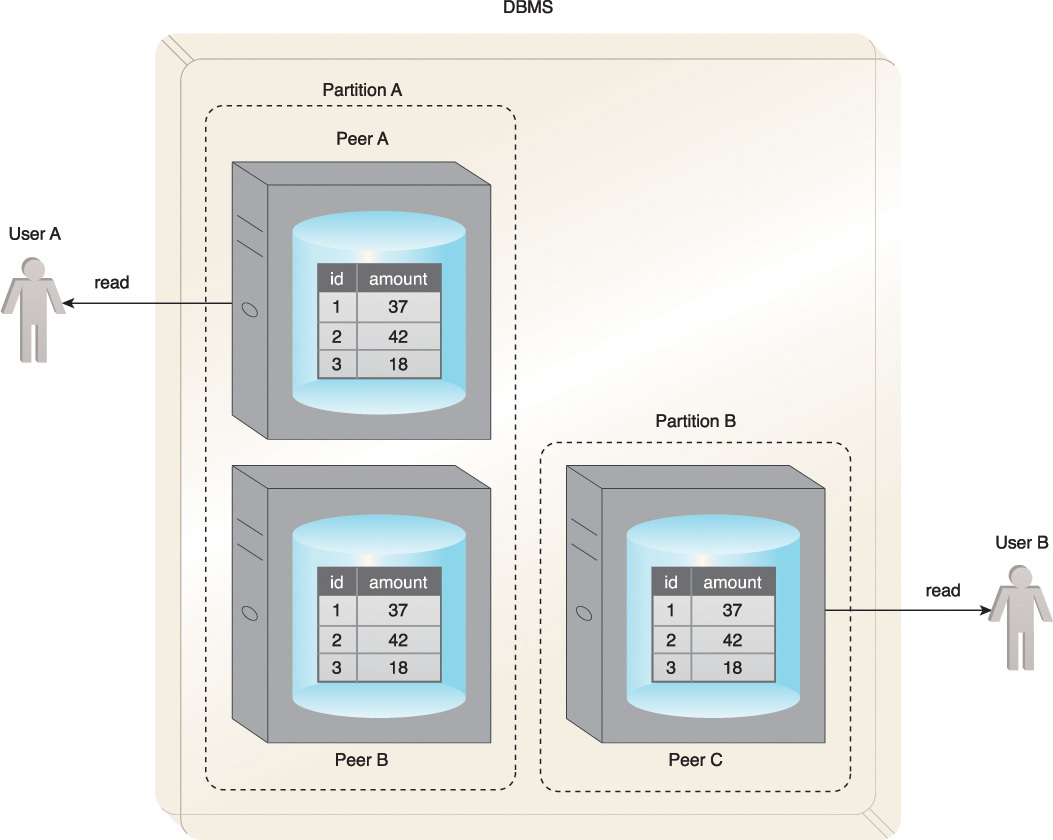 DBMS
Partition A
Peer A
id amount
1 37
2 42
3 18
User A
read
id amount
1 37
2 42
3 18
Peer B
Partition B
id amount
1 37
2 42
3 18
Peer C
User B
read